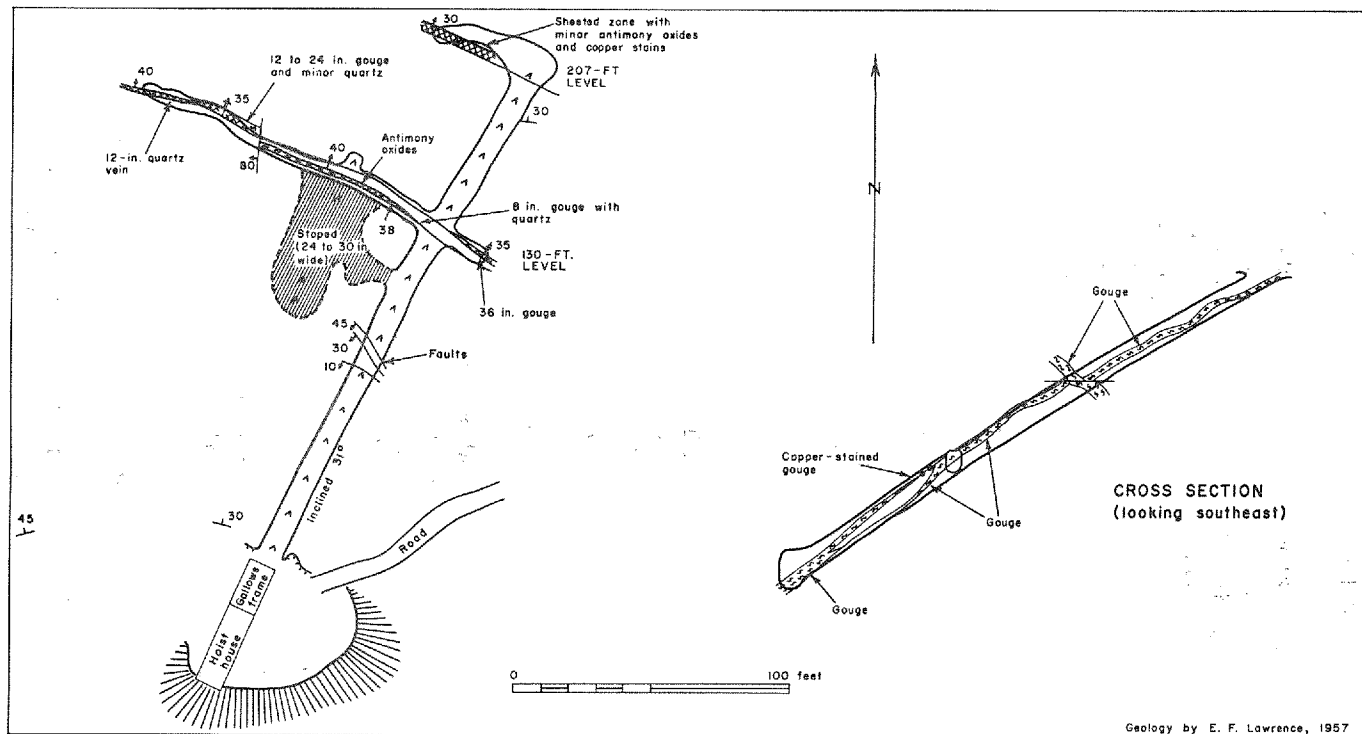 30
Sheeted zone with
minor antimony oxides
and copper stains
207-FT
LEVEL
30
12 to 24 in. gouge
and minor quartz
40
35
12-in. quartz
vein
80
40
Antimony
oxides
8 in. gouge with
quartz
38
Stoped
(24 to 30 in.
wide)
35
130-FT.
LEVEL
36 in. gouge
45
30
10
Faults
Inclined 31°
30
45
Road
Gallows
frame
Hoist
house
0
100 feet
N
Gouge
Copper-stained
gouge
Gouge
Gouge
CROSS SECTION
(looking southeast)
Geology by E. F. Lawrence, 1957